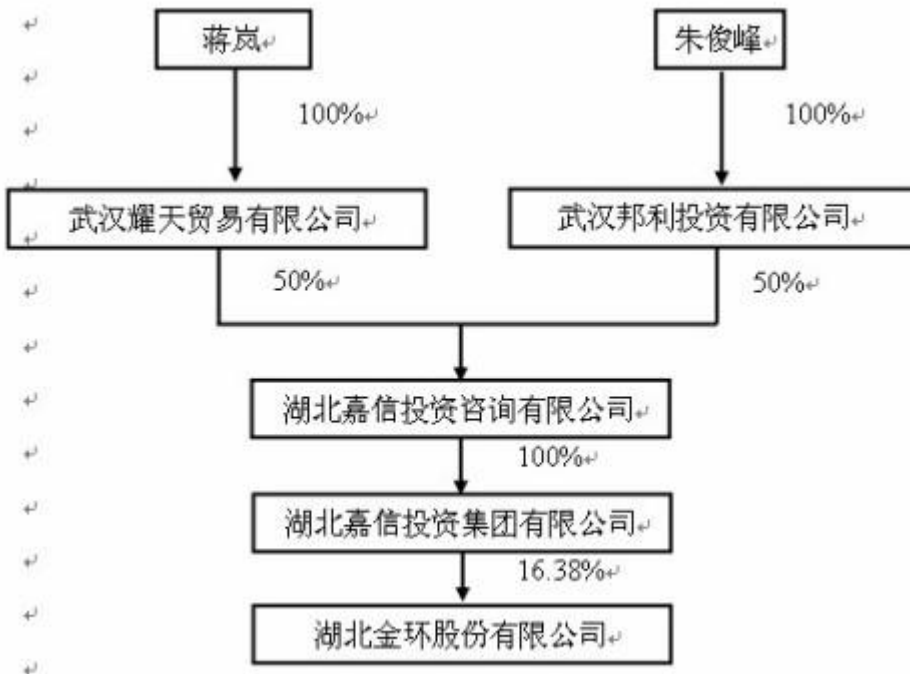 蒋岚
朱俊峰
100%
100%
武汉耀天贸易有限公司
武汉邦利投资有限公司
50%
50%
湖北嘉信投资咨询有限公司
100%
湖北嘉信投资集团有限公司
16.38%
湖北金环股份有限公司